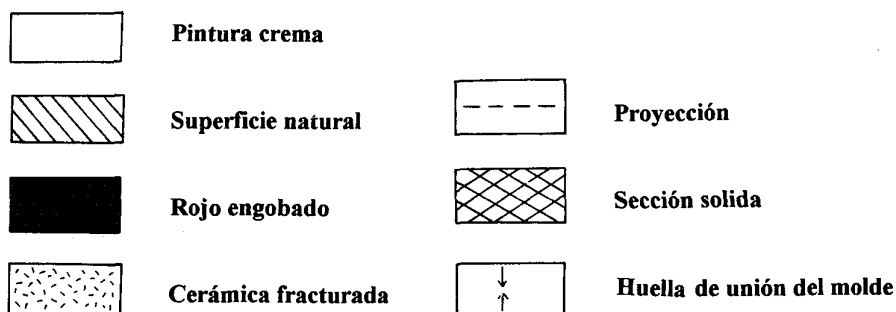 Pintura crema
Superficie natural
Rojo engobado
Cerámica fracturada
Proyección
Sección solida
Huella de unión del molde